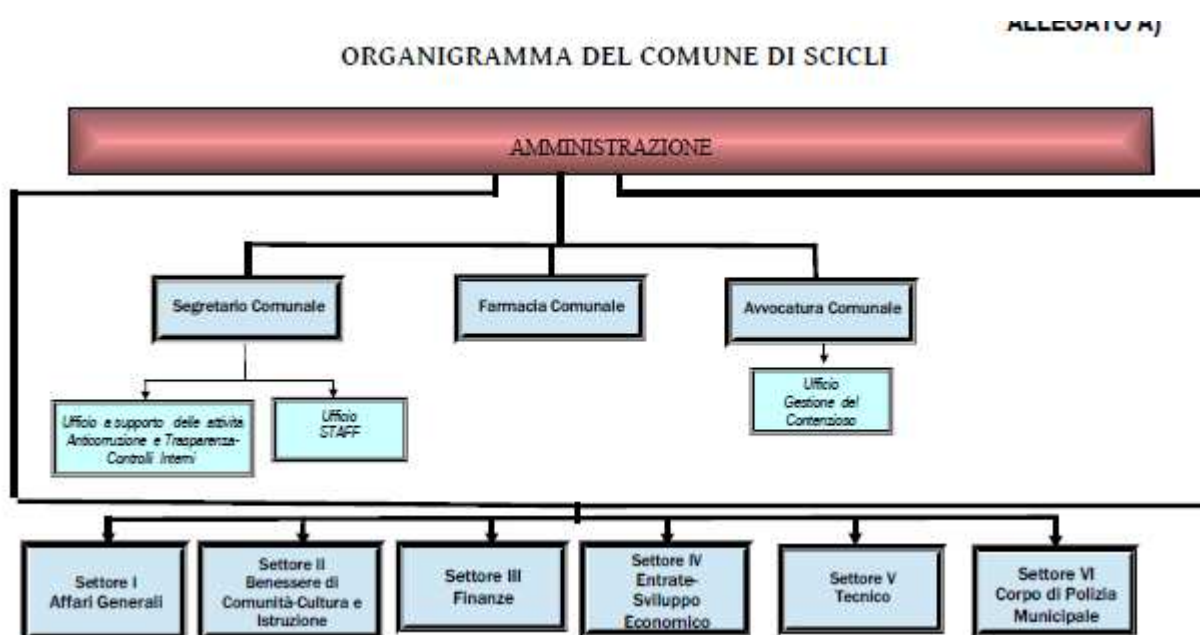 ALLEGATO A)
ORGANIGRAMMA DEL COMUNE DI SCICLI
AMMINISTRAZIONE
Segretario Comunale
Farmacia Comunale
Avvocatura Comunale
Ufficio a supporto delle attività
Anticorruzione e Trasparenza-
Controlli Interni
Ufficio
STAFF
Ufficio
Gestione del
Contenzioso
Settore I
Affari Generali
Settore II
Benessere di
Comunità-Cultura e
Istruzione
Settore III
Finanze
Settore IV
Entrate-
Sviluppo
Economico
Settore V
Tecnico
Settore VI
Corpo di Polizia
Municipale